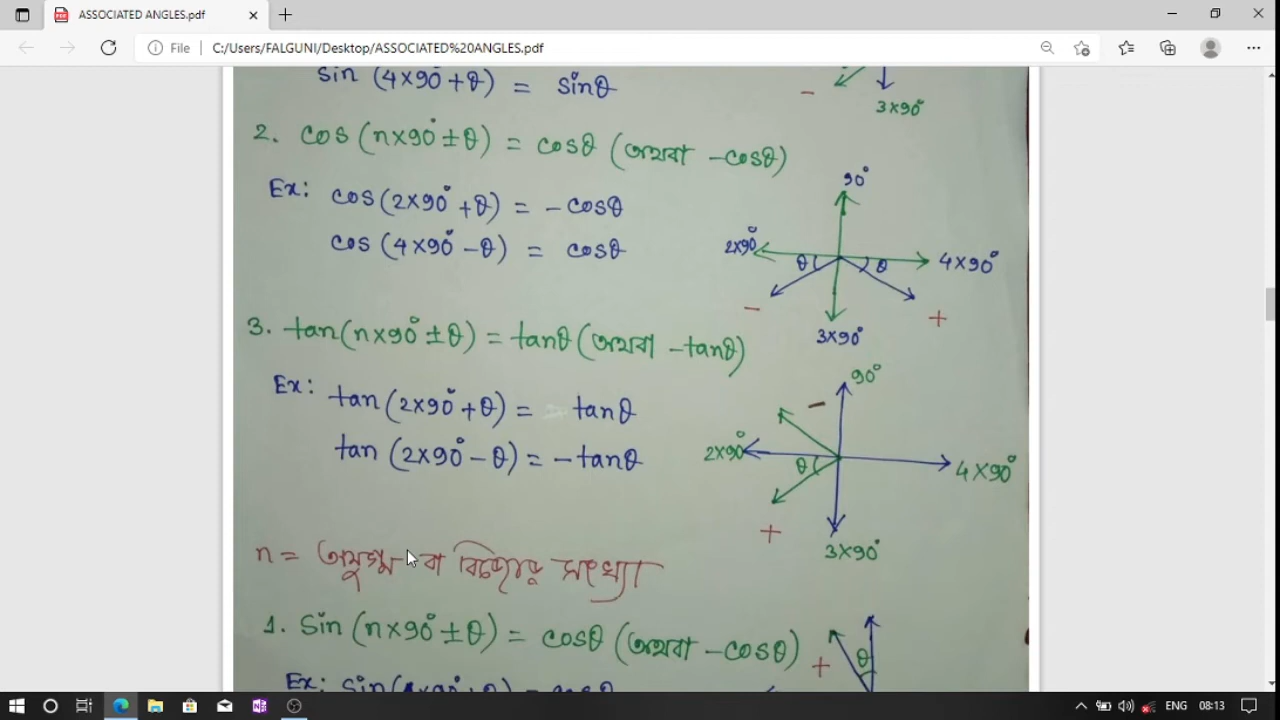 ASSOCIATED ANGLES.pdf
File C:/Users/FALGUNI/Desktop/ASSOCIATED%20ANGLES.pdf
sin (4×90°+θ) = sinθ
-
3×90°
2. cos (n×90°±θ) = cosθ (অথবা -cosθ)
Ex: cos (2×90°+θ) = -cosθ
cos (4×90°-θ) = cosθ
90°
2×90° θ θ 4×90°
- +
3×90°
3. tan (n×90°±θ) = tanθ (অথবা -tanθ)
Ex: tan (2×90°+θ) = tanθ
tan (2×90°-θ) = -tanθ
90°
-
2×90° θ 4×90°
+
3×90°
n = অযুগ্ম বা বিজোড় সংখ্যা
1. sin (n×90°±θ) = cosθ (অথবা -cosθ)
+ θ
Ex:
ENG 08:13